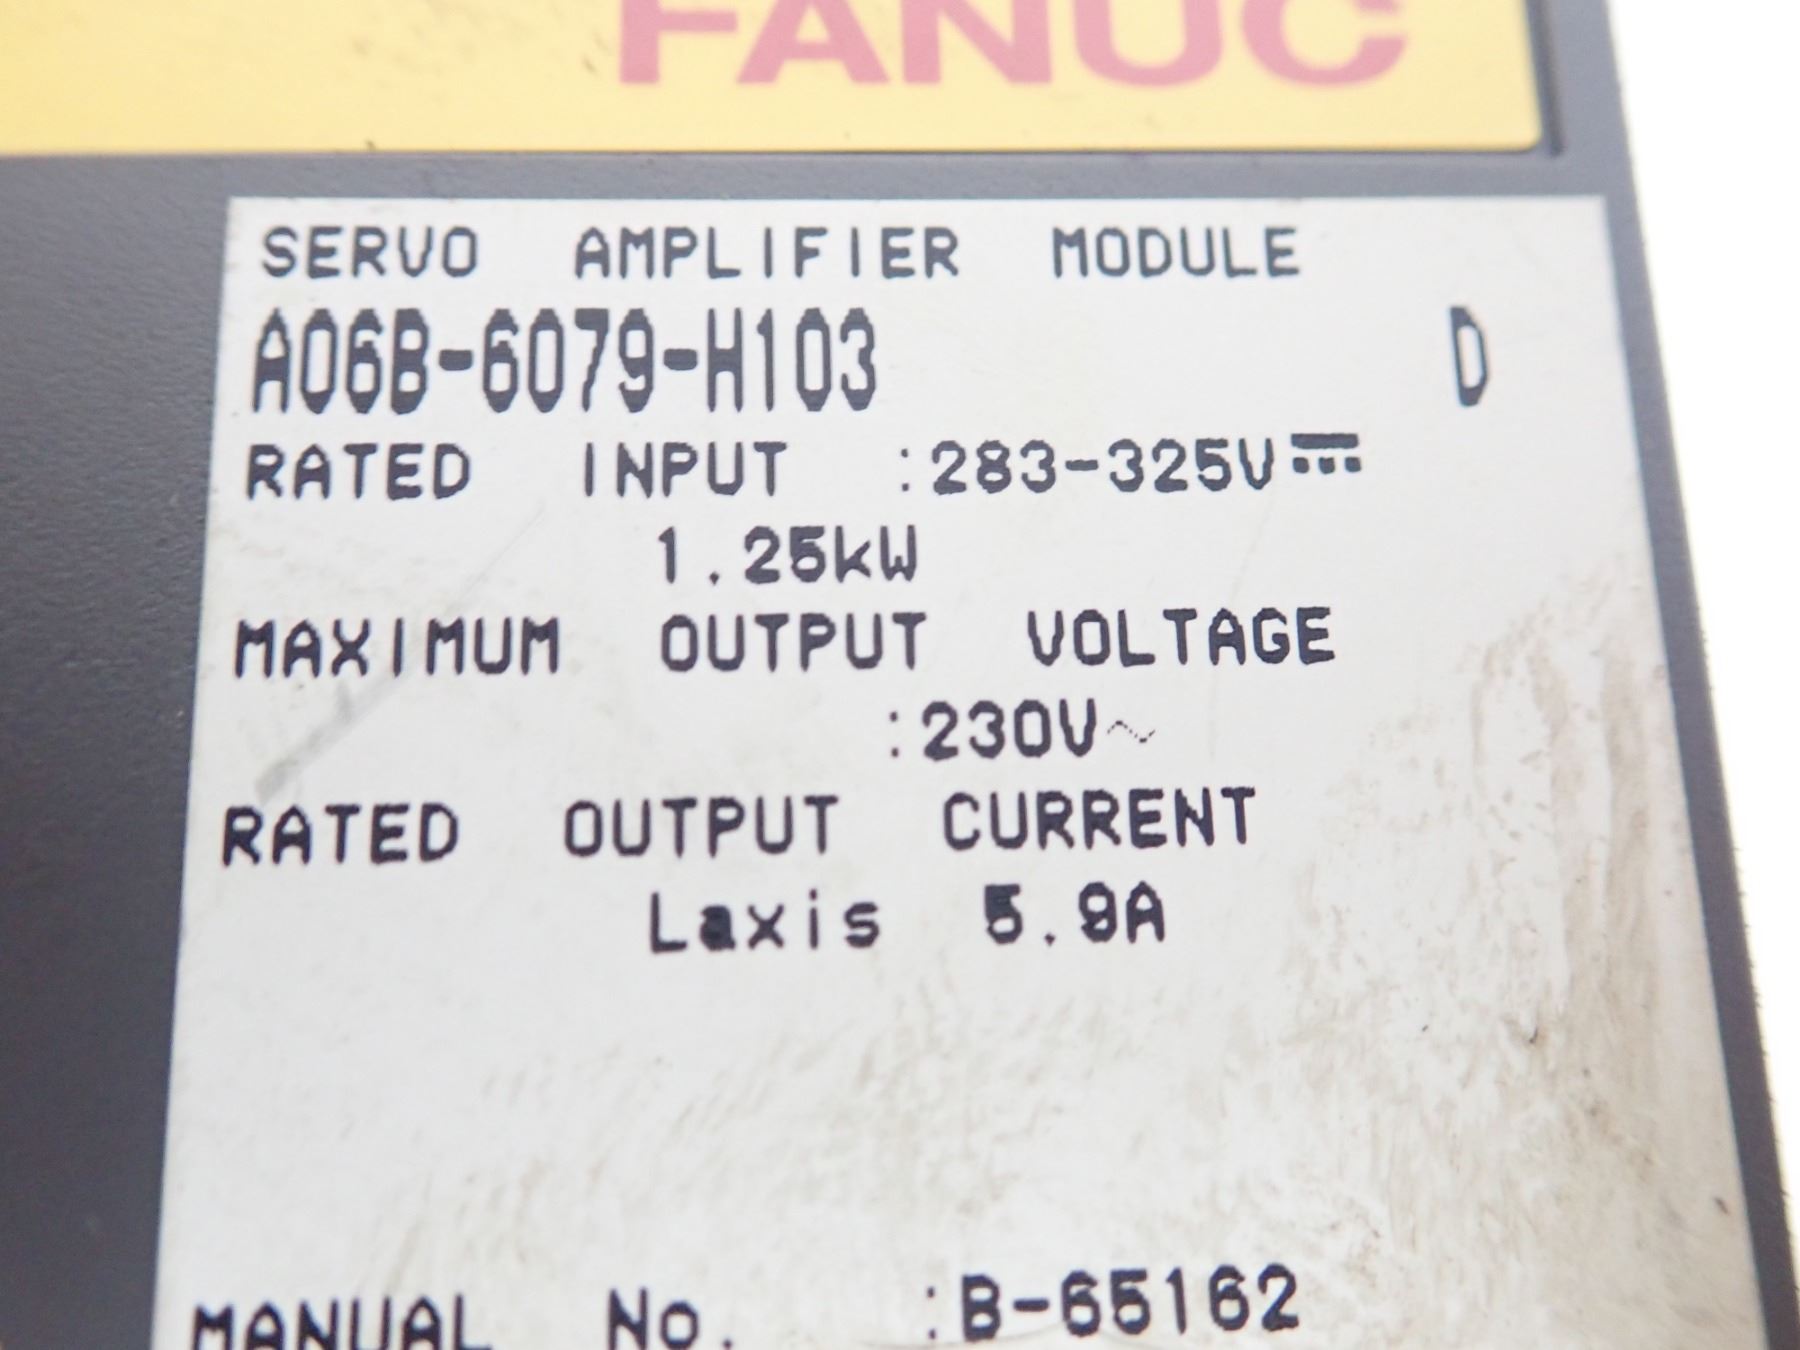 FANUC
SERVO AMPLIFIER MODULE
A06B-6079-H103 D
RATED INPUT :283-325V⎓
1.25kW
MAXIMUM OUTPUT VOLTAGE
:230V~
RATED OUTPUT CURRENT
Laxis 5.9A
MANUAL No. :B-65162